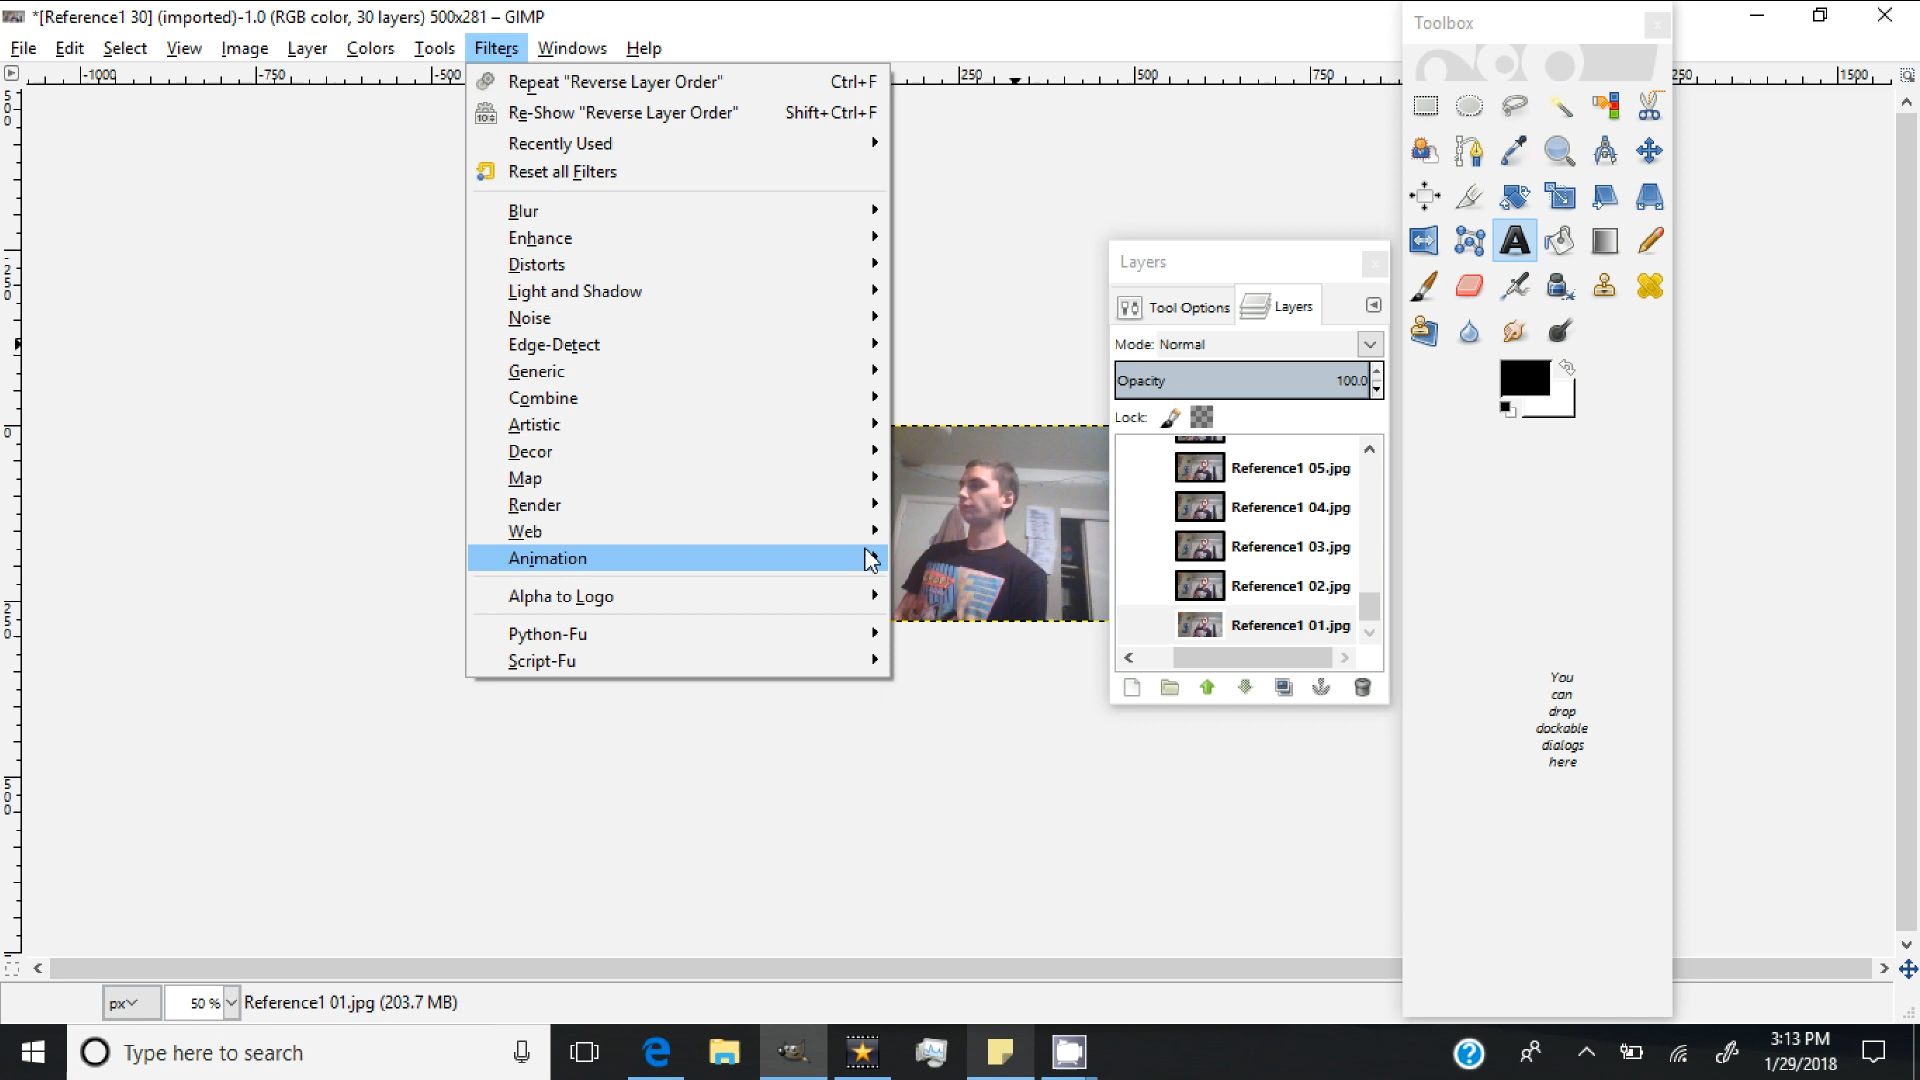 *[Reference1 30] (imported)-1.0 (RGB color, 30 layers) 500x281 – GIMP
File Edit Select View Image Layer Colors Tools Filters Windows Help
-1000 -750 -500 250 500 750 250 1500
Repeat "Reverse Layer Order" Ctrl+F
Re-Show "Reverse Layer Order" Shift+Ctrl+F
Recently Used
Reset all Filters
Blur
Enhance
Distorts
Light and Shadow
Noise
Edge-Detect
Generic
Combine
Artistic
Decor
Map
Render
Web
Animation
Alpha to Logo
Python-Fu
Script-Fu
Layers
Tool Options Layers
Mode: Normal
Opacity 100.0
Lock:
Reference1 05.jpg
Reference1 04.jpg
Reference1 03.jpg
Reference1 02.jpg
Reference1 01.jpg
Toolbox
You
can
drop
dockable
dialogs
here
px 50 % Reference1 01.jpg (203.7 MB)
Type here to search
3:13 PM
1/29/2018